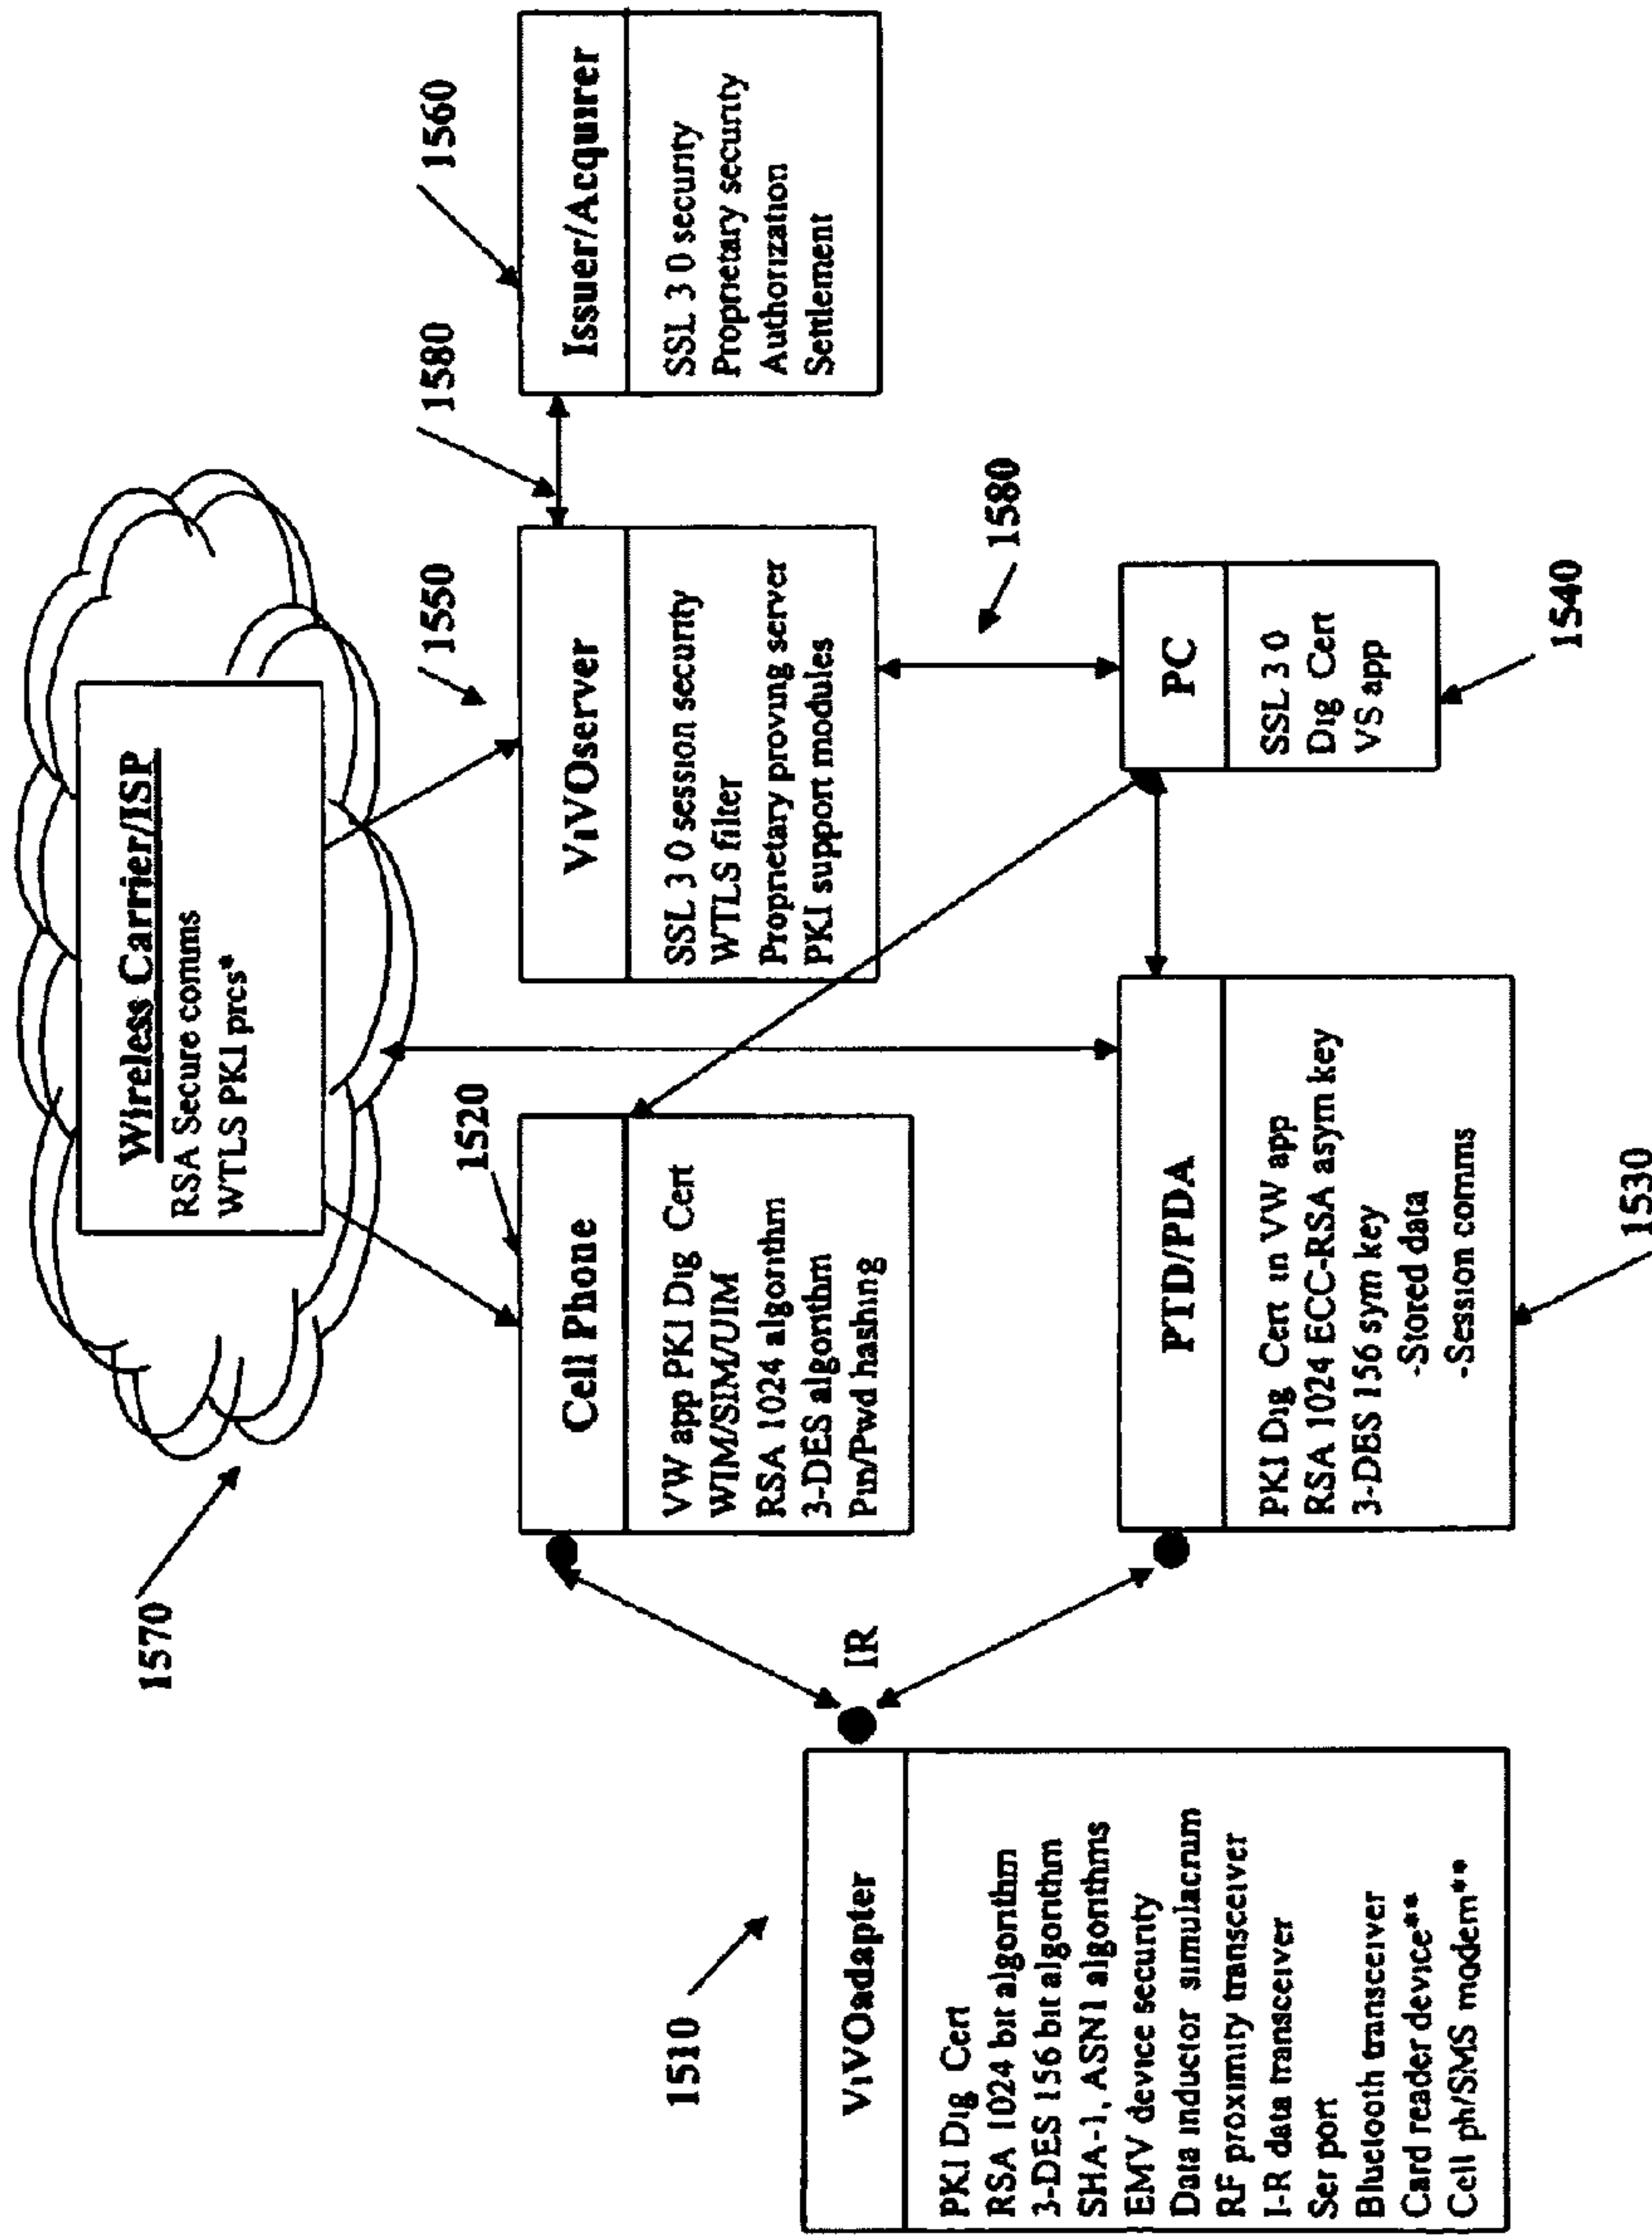 1570
Wireless Carrier/ISP
RSA Secure comms
WTLS PKI prcs*
1520
1550
1580
1560
Cell Phone
VW app PKI Dig Cert
WIM/SIM/UIM
RSA 1024 algorithm
3-DES algorithm
Pin/Pwd hashing
ViVOserver
SSL 3 0 session security
WTLS filter
Proprietary proving server
PKI support modules
Issuer/Acquirer
SSL 3 0 security
Proprietary security
Authorization
Settlement
1510
IR
1580
ViVOadapter
PKI Dig Cert
RSA 1024 bit algorithm
3-DES 156 bit algorithm
SHA-1, ASN1 algorithms
EMV device security
Data inductor simulacrum
RF proximity transceiver
I-R data transceiver
Ser port
Bluetooth transceiver
Card reader device**
Cell ph/SMS modem**
PTD/PDA
PKI Dig Cert in VW app
RSA 1024 ECC-RSA asym key
3-DES 156 sym key
-Stored data
-Session comms
PC
SSL 3 0
Dig Cert
VS app
1530
1540